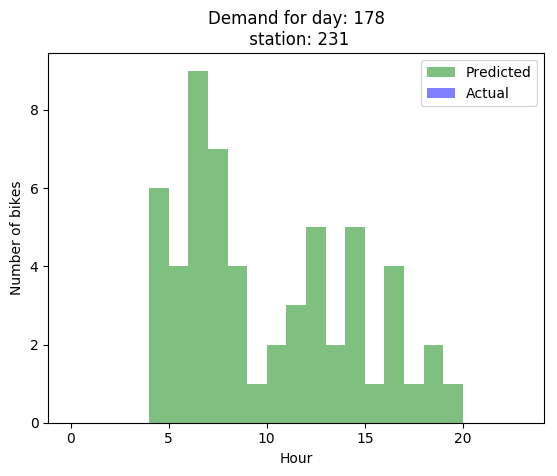 Demand for day: 178
station: 231
Predicted
Actual
Number of bikes
8
6
4
2
0
0
5
10
15
20
Hour